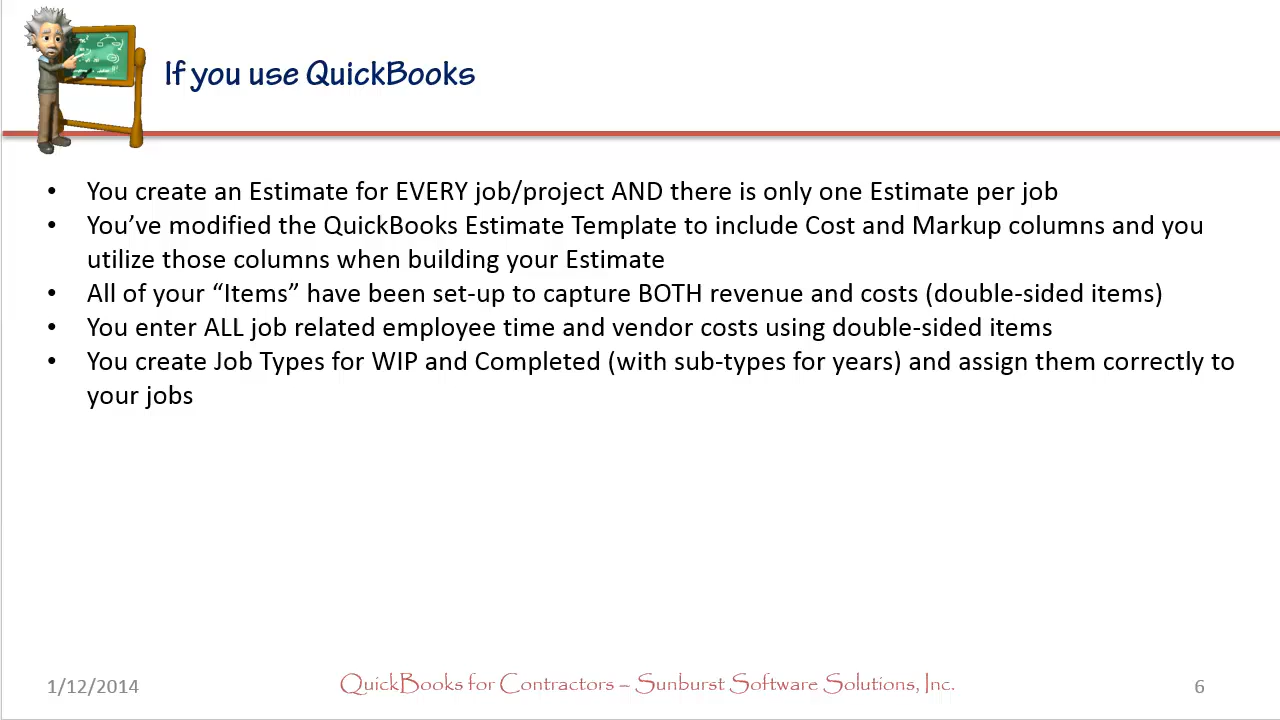 If you use QuickBooks
• You create an Estimate for EVERY job/project AND there is only one Estimate per job
• You’ve modified the QuickBooks Estimate Template to include Cost and Markup columns and you
utilize those columns when building your Estimate
• All of your “Items” have been set-up to capture BOTH revenue and costs (double-sided items)
• You enter ALL job related employee time and vendor costs using double-sided items
• You create Job Types for WIP and Completed (with sub-types for years) and assign them correctly to
your jobs
1/12/2014
QuickBooks for Contractors – Sunburst Software Solutions, Inc.
6